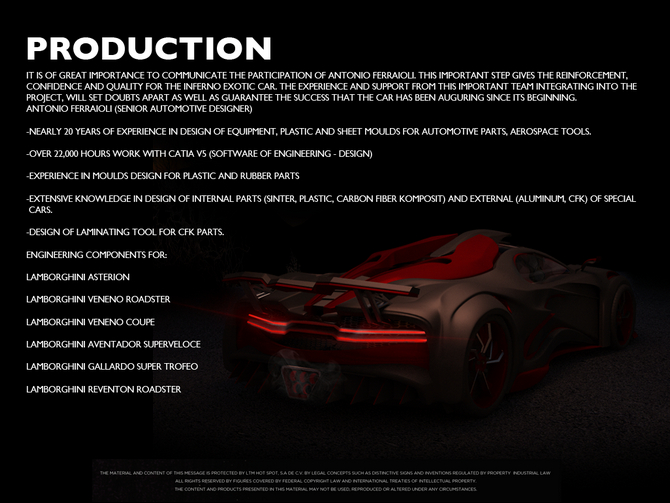 PRODUCTION
IT IS OF GREAT IMPORTANCE TO COMMUNICATE THE PARTICIPATION OF ANTONIO FERRAIOLI. THIS IMPORTANT STEP GIVES THE REINFORCEMENT,
CONFIDENCE AND QUALITY FOR THE INFERNO EXOTIC CAR. THE EXPERIENCE AND SUPPORT FROM THIS IMPORTANT TEAM INTEGRATING INTO THE
PROJECT, WILL SET DOUBTS APART AS WELL AS GUARANTEE THE SUCCESS THAT THE CAR HAS BEEN AUGURING SINCE ITS BEGINNING.
ANTONIO FERRAIOLI (SENIOR AUTOMOTIVE DESIGNER)
-NEARLY 20 YEARS OF EXPERIENCE IN DESIGN OF EQUIPMENT, PLASTIC AND SHEET MOULDS FOR AUTOMOTIVE PARTS, AEROSPACE TOOLS.
-OVER 22,000 HOURS WORK WITH CATIA V5 (SOFTWARE OF ENGINEERING - DESIGN)
-EXPERIENCE IN MOULDS DESIGN FOR PLASTIC AND RUBBER PARTS
-EXTENSIVE KNOWLEDGE IN DESIGN OF INTERNAL PARTS (SINTER, PLASTIC, CARBON FIBER KOMPOSIT) AND EXTERNAL (ALUMINUM, CFK) OF SPECIAL
CARS.
-DESIGN OF LAMINATING TOOL FOR CFK PARTS.
ENGINEERING COMPONENTS FOR:
LAMBORGHINI ASTERION
LAMBORGHINI VENENO ROADSTER
LAMBORGHINI VENENO COUPE
LAMBORGHINI AVENTADOR SUPERVELOCE
LAMBORGHINI GALLARDO SUPER TROFEO
LAMBORGHINI REVENTON ROADSTER
THE MATERIAL AND CONTENT OF THIS MESSAGE IS PROTECTED BY LTM HOT SPOT, S.A DE C.V. BY LEGAL CONCEPTS SUCH AS DISTINCTIVE SIGNS AND INVENTIONS REGULATED BY PROPERTY INDUSTRIAL LAW
ALL RIGHTS RESERVED BY FIGURES COVERED BY FEDERAL COPYRIGHT LAW AND INTERNATIONAL TREATIES OF INTELLECTUAL PROPERTY.
THE CONTENT AND PRODUCTS PRESENTED IN THIS MATERIAL MAY NOT BE USED, REPRODUCED OR ALTERED UNDER ANY CIRCUMSTANCES.